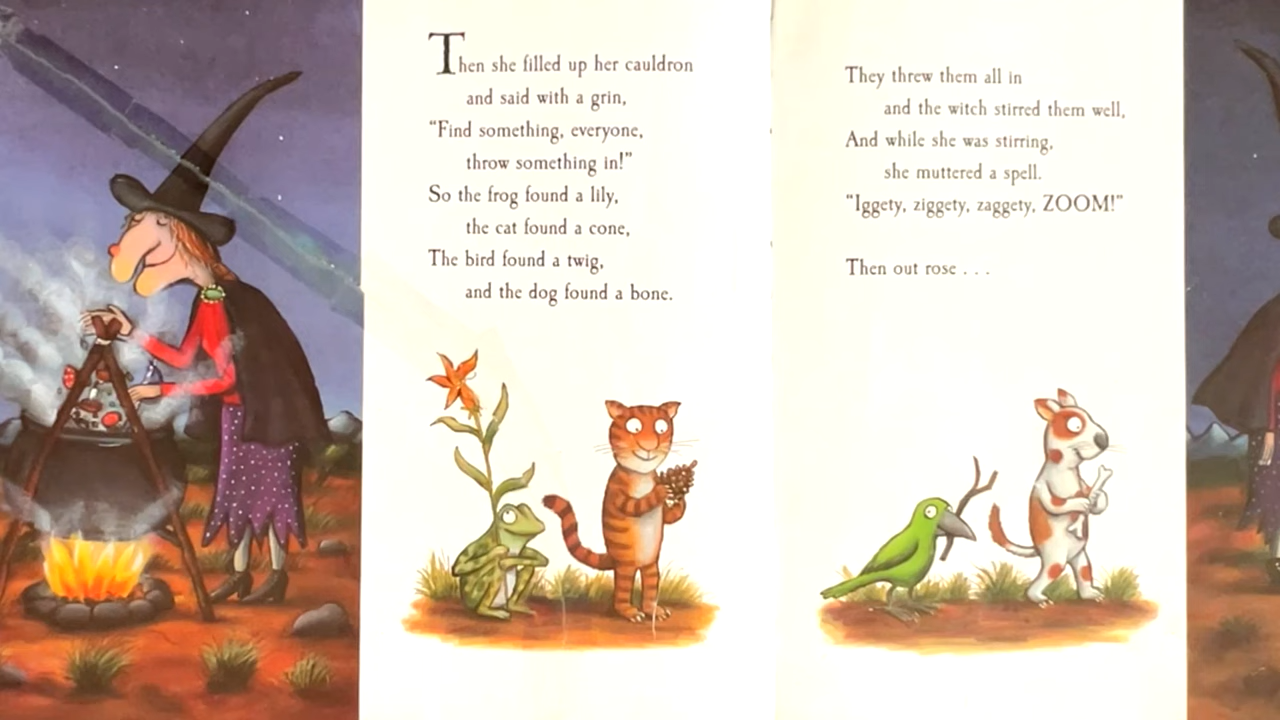 Then she filled up her cauldron
and said with a grin,
“Find something, everyone,
throw something in!”
So the frog found a lily,
the cat found a cone,
The bird found a twig,
and the dog found a bone.
They threw them all in
and the witch stirred them well,
And while she was stirring,
she muttered a spell.
“Iggety, ziggety, zaggety, ZOOM!”
Then out rose . . .